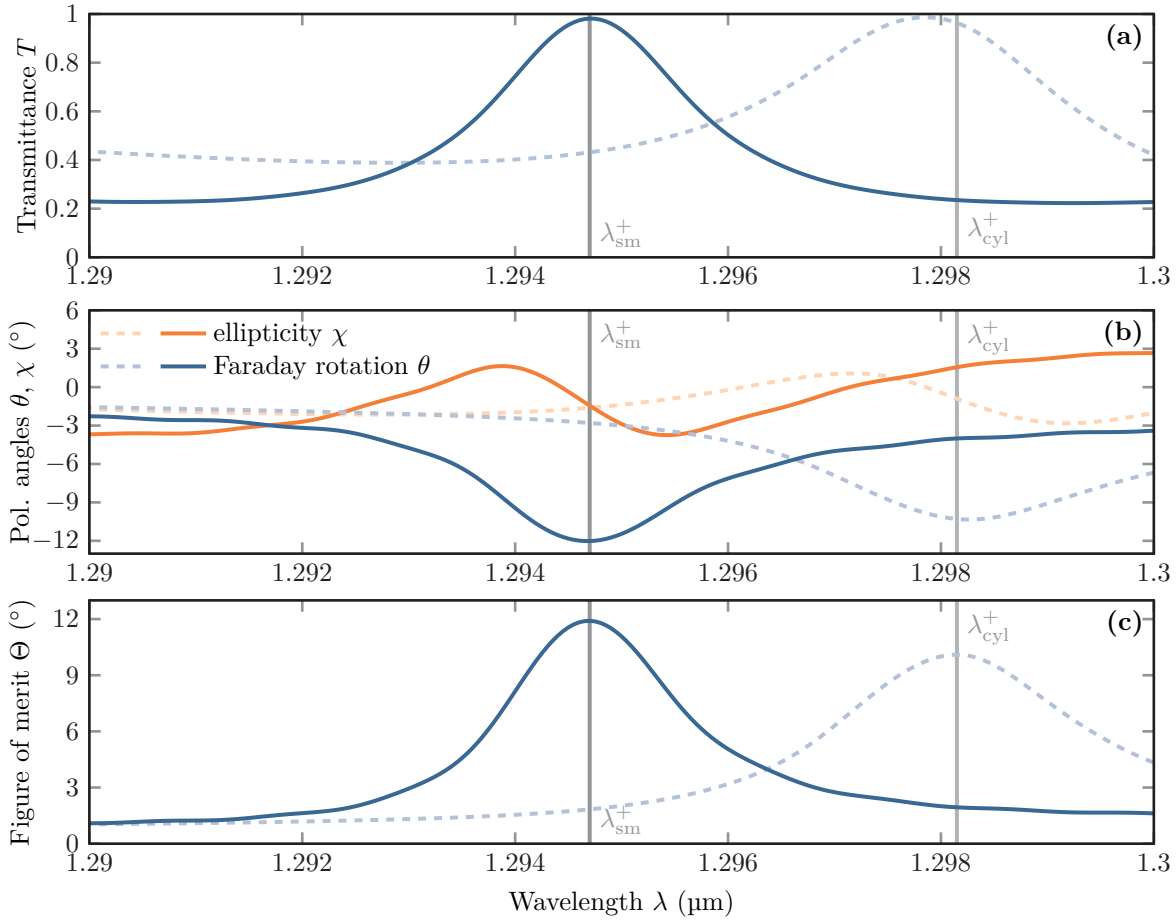 1
0.8
0.6
0.4
0.2
0
Transmittance T
(a)
λ⁺sm
λ⁺cyl
1.29 1.292 1.294 1.296 1.298 1.3
6
3
0
−3
−6
−9
−12
Pol. angles θ, χ (°)
ellipticity χ
Faraday rotation θ
(b)
λ⁺sm
λ⁺cyl
1.29 1.292 1.294 1.296 1.298 1.3
12
9
6
3
0
Figure of merit Θ (°)
(c)
λ⁺cyl
λ⁺sm
1.29 1.292 1.294 1.296 1.298 1.3
Wavelength λ (µm)